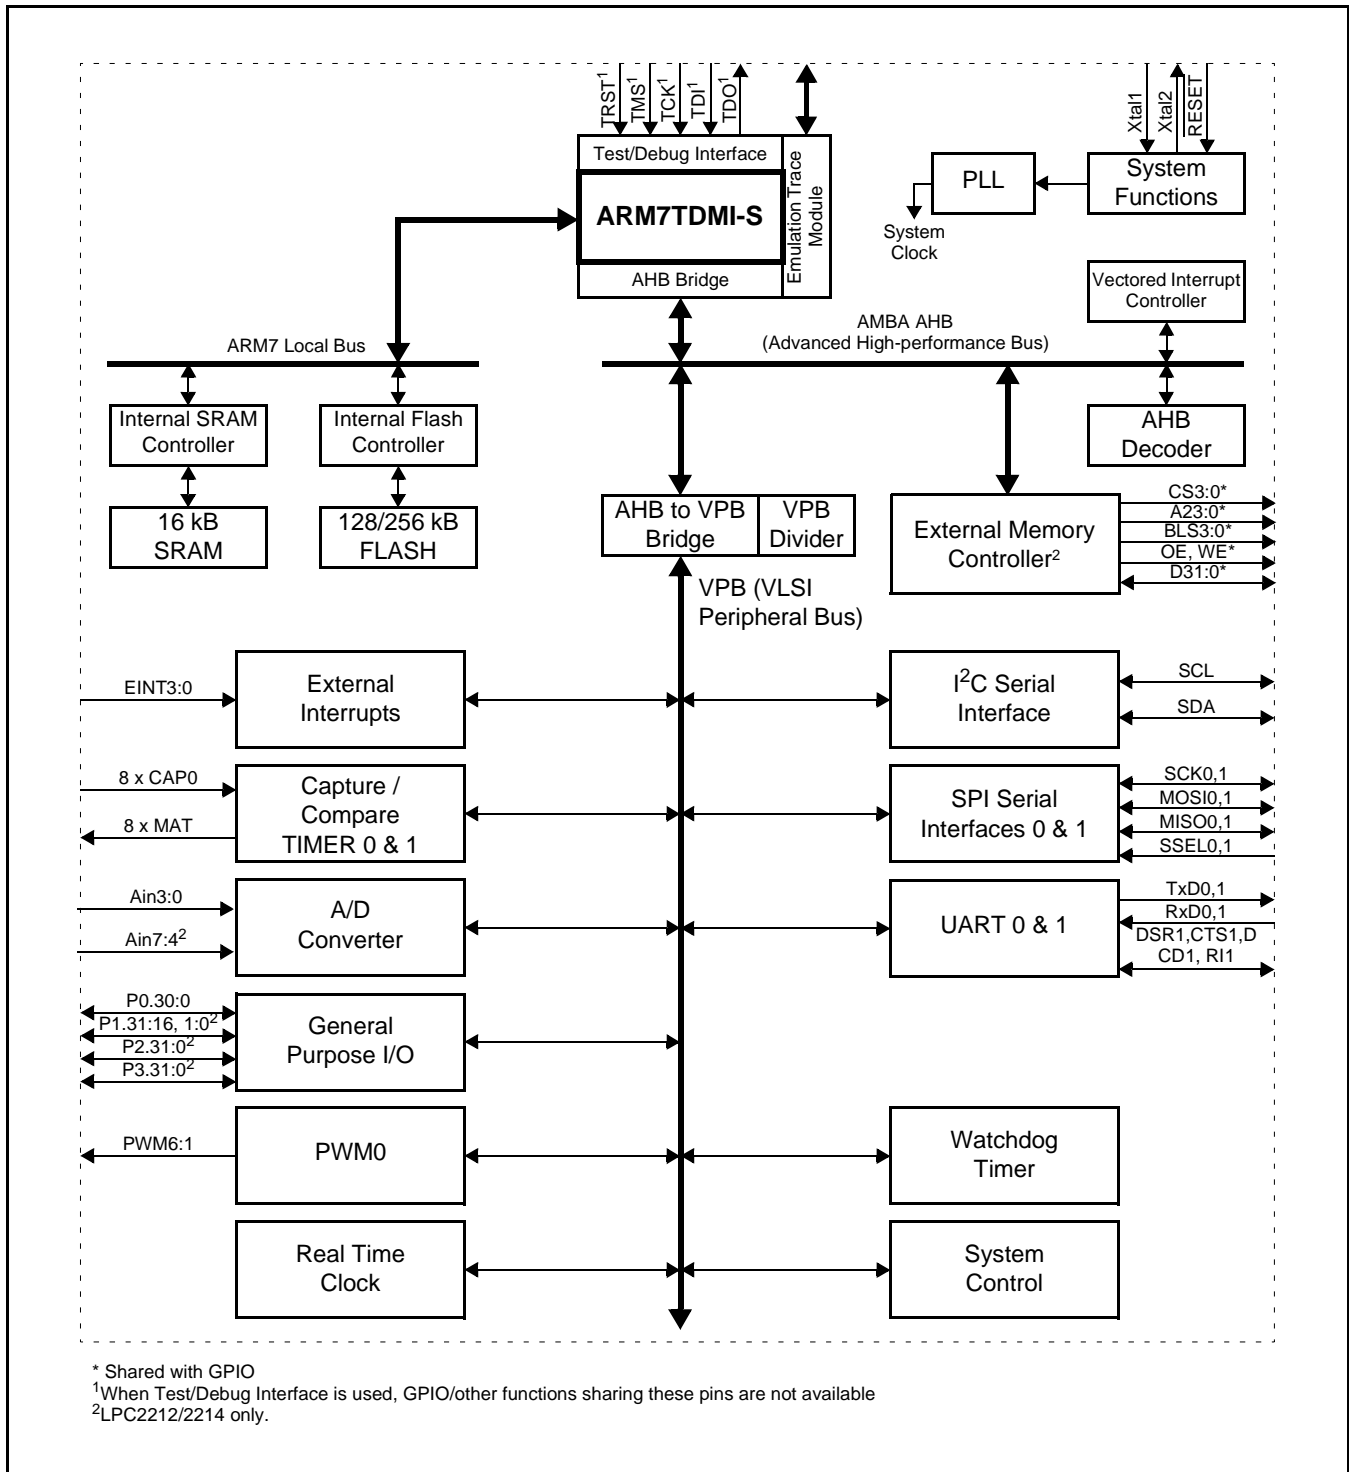 TRST1
TMS1
TCK1
TDI1
TDO1
Xtal1
Xtal2
RESET
Test/Debug Interface
ARM7TDMI-S
AHB Bridge
Emulation Trace
Module
PLL
System
Functions
System
Clock
Vectored Interrupt
Controller
ARM7 Local Bus
AMBA AHB
(Advanced High-performance Bus)
Internal SRAM
Controller
Internal Flash
Controller
AHB
Decoder
16 kB
SRAM
128/256 kB
FLASH
AHB to VPB
Bridge
VPB
Divider
External Memory
Controller2
CS3:0*
A23:0*
BLS3:0*
OE, WE*
D31:0*
VPB (VLSI
Peripheral Bus)
EINT3:0
External
Interrupts
I2C Serial
Interface
SCL
SDA
8 x CAP0
8 x MAT
Capture /
Compare
TIMER 0 & 1
SPI Serial
Interfaces 0 & 1
SCK0,1
MOSI0,1
MISO0,1
SSEL0,1
Ain3:0
Ain7:42
A/D
Converter
UART 0 & 1
TxD0,1
RxD0,1
DSR1,CTS1,D
CD1, RI1
P0.30:0
P1.31:16, 1:02
P2.31:02
P3.31:02
General
Purpose I/O
PWM6:1
PWM0
Watchdog
Timer
Real Time
Clock
System
Control
* Shared with GPIO
1When Test/Debug Interface is used, GPIO/other functions sharing these pins are not available
2LPC2212/2214 only.